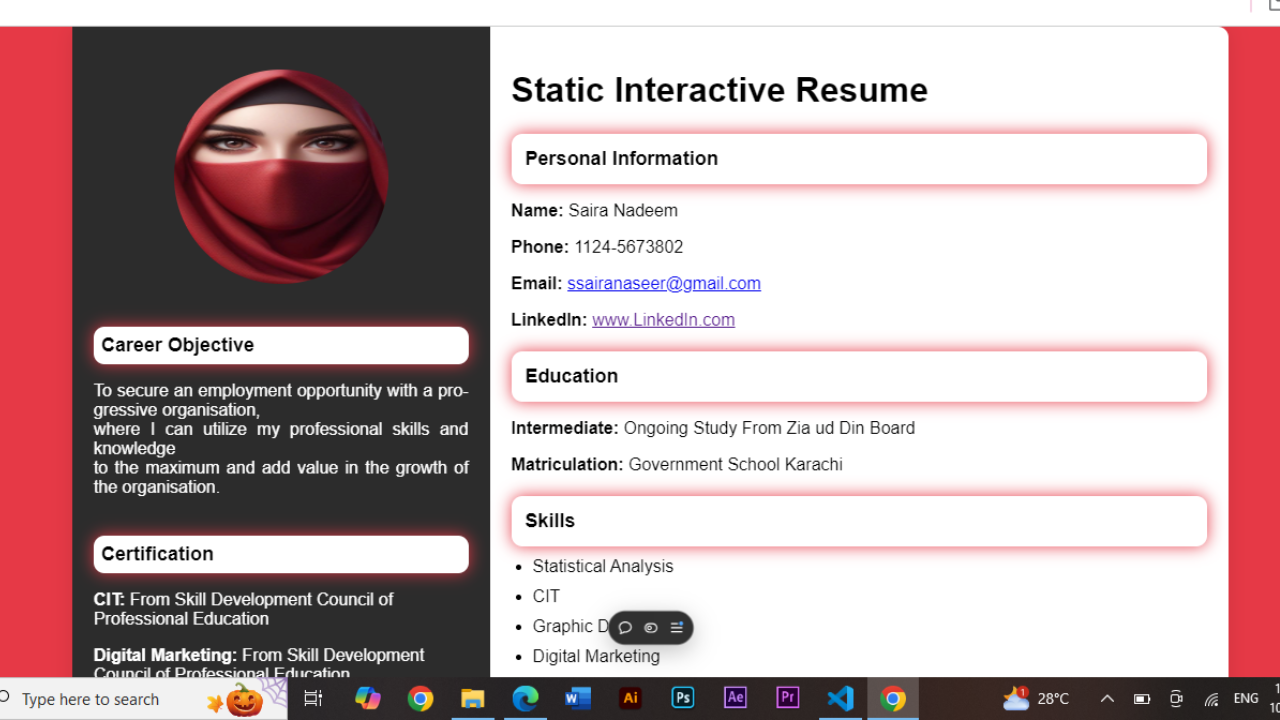 Static Interactive Resume
Personal Information
Name: Saira Nadeem
Phone: 1124-5673802
Email: ssairanaseer@gmail.com
LinkedIn: www.LinkedIn.com
Education
Intermediate: Ongoing Study From Zia ud Din Board
Matriculation: Government School Karachi
Skills
Statistical Analysis
CIT
Graphic D
Digital Marketing
Career Objective
To secure an employment opportunity with a pro-
gressive organisation,
where I can utilize my professional skills and
knowledge
to the maximum and add value in the growth of
the organisation.
Certification
CIT: From Skill Development Council of
Professional Education
Digital Marketing: From Skill Development
Council of Professional Education
Type here to search
W
Ai
Ps
Ae
Pr
1
28°C
ENG